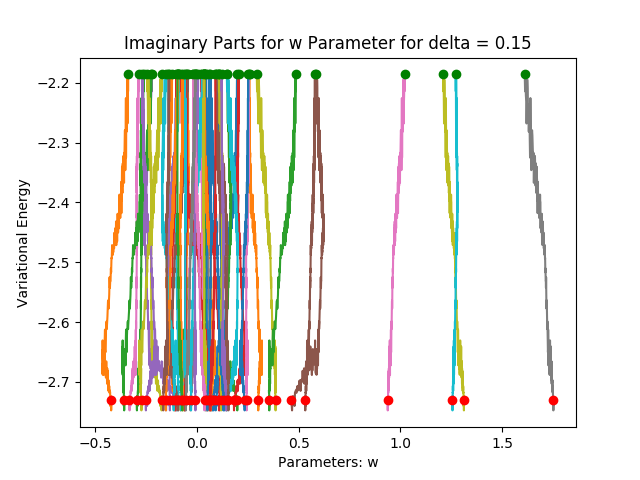 Imaginary Parts for w Parameter for delta = 0.15
Variational Energy
−2.2
−2.3
−2.4
−2.5
−2.6
−2.7
−0.5 0.0 0.5 1.0 1.5
Parameters: w